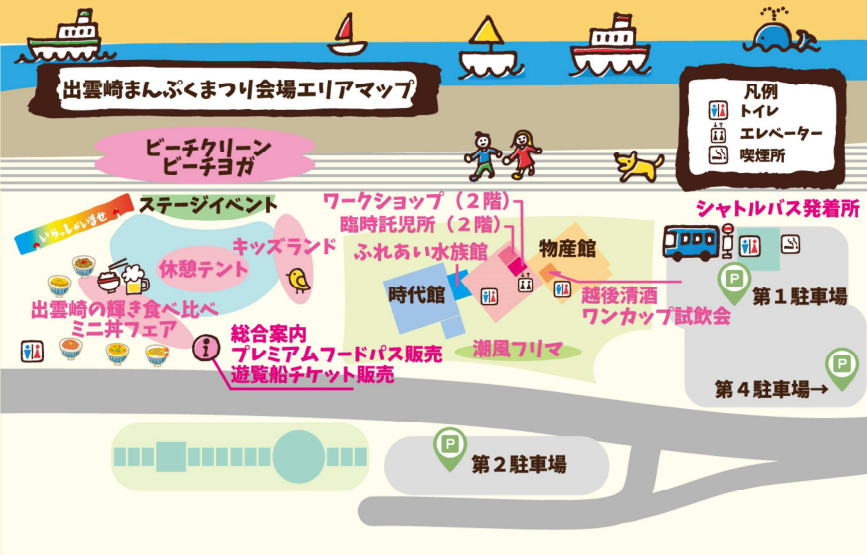 出雲崎まんぷくまつり会場エリアマップ
凡例
トイレ
エレベーター
喫煙所
ビーチクリーン
ビーチヨガ
いらっしゃいませ
ステージイベント
キッズランド
休憩テント
出雲崎の輝き食べ比べ
ミニ丼フェア
総合案内
プレミアムフードパス販売
遊覧船チケット販売
ワークショップ（２階）
臨時託児所（２階）
ふれあい水族館
時代館
物産館
越後清酒
ワンカップ試飲会
潮風フリマ
シャトルバス発着所
P
第１駐車場
P
第４駐車場→
P
第２駐車場